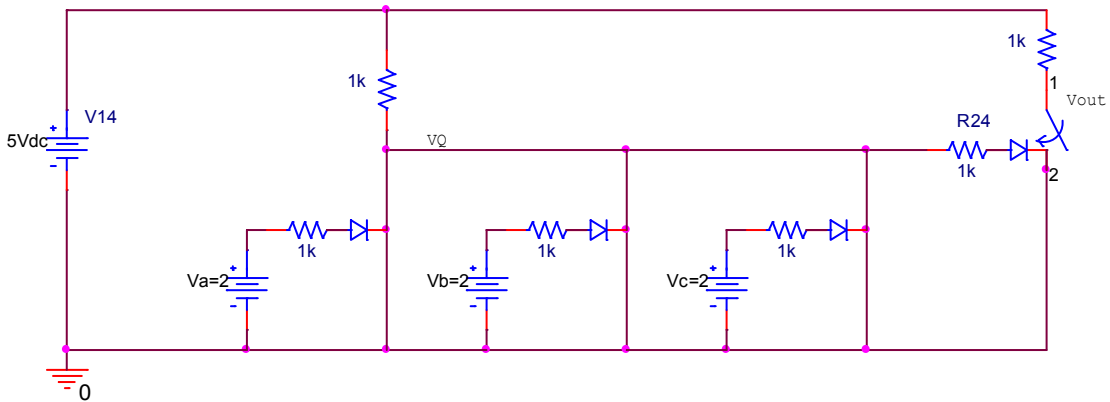 1k
1
Vout
V14
5Vdc
+
-
1k
VQ
R24
1k
2
1k
+
Va=2
-
1k
+
Vb=2
-
1k
+
Vc=2
-
0